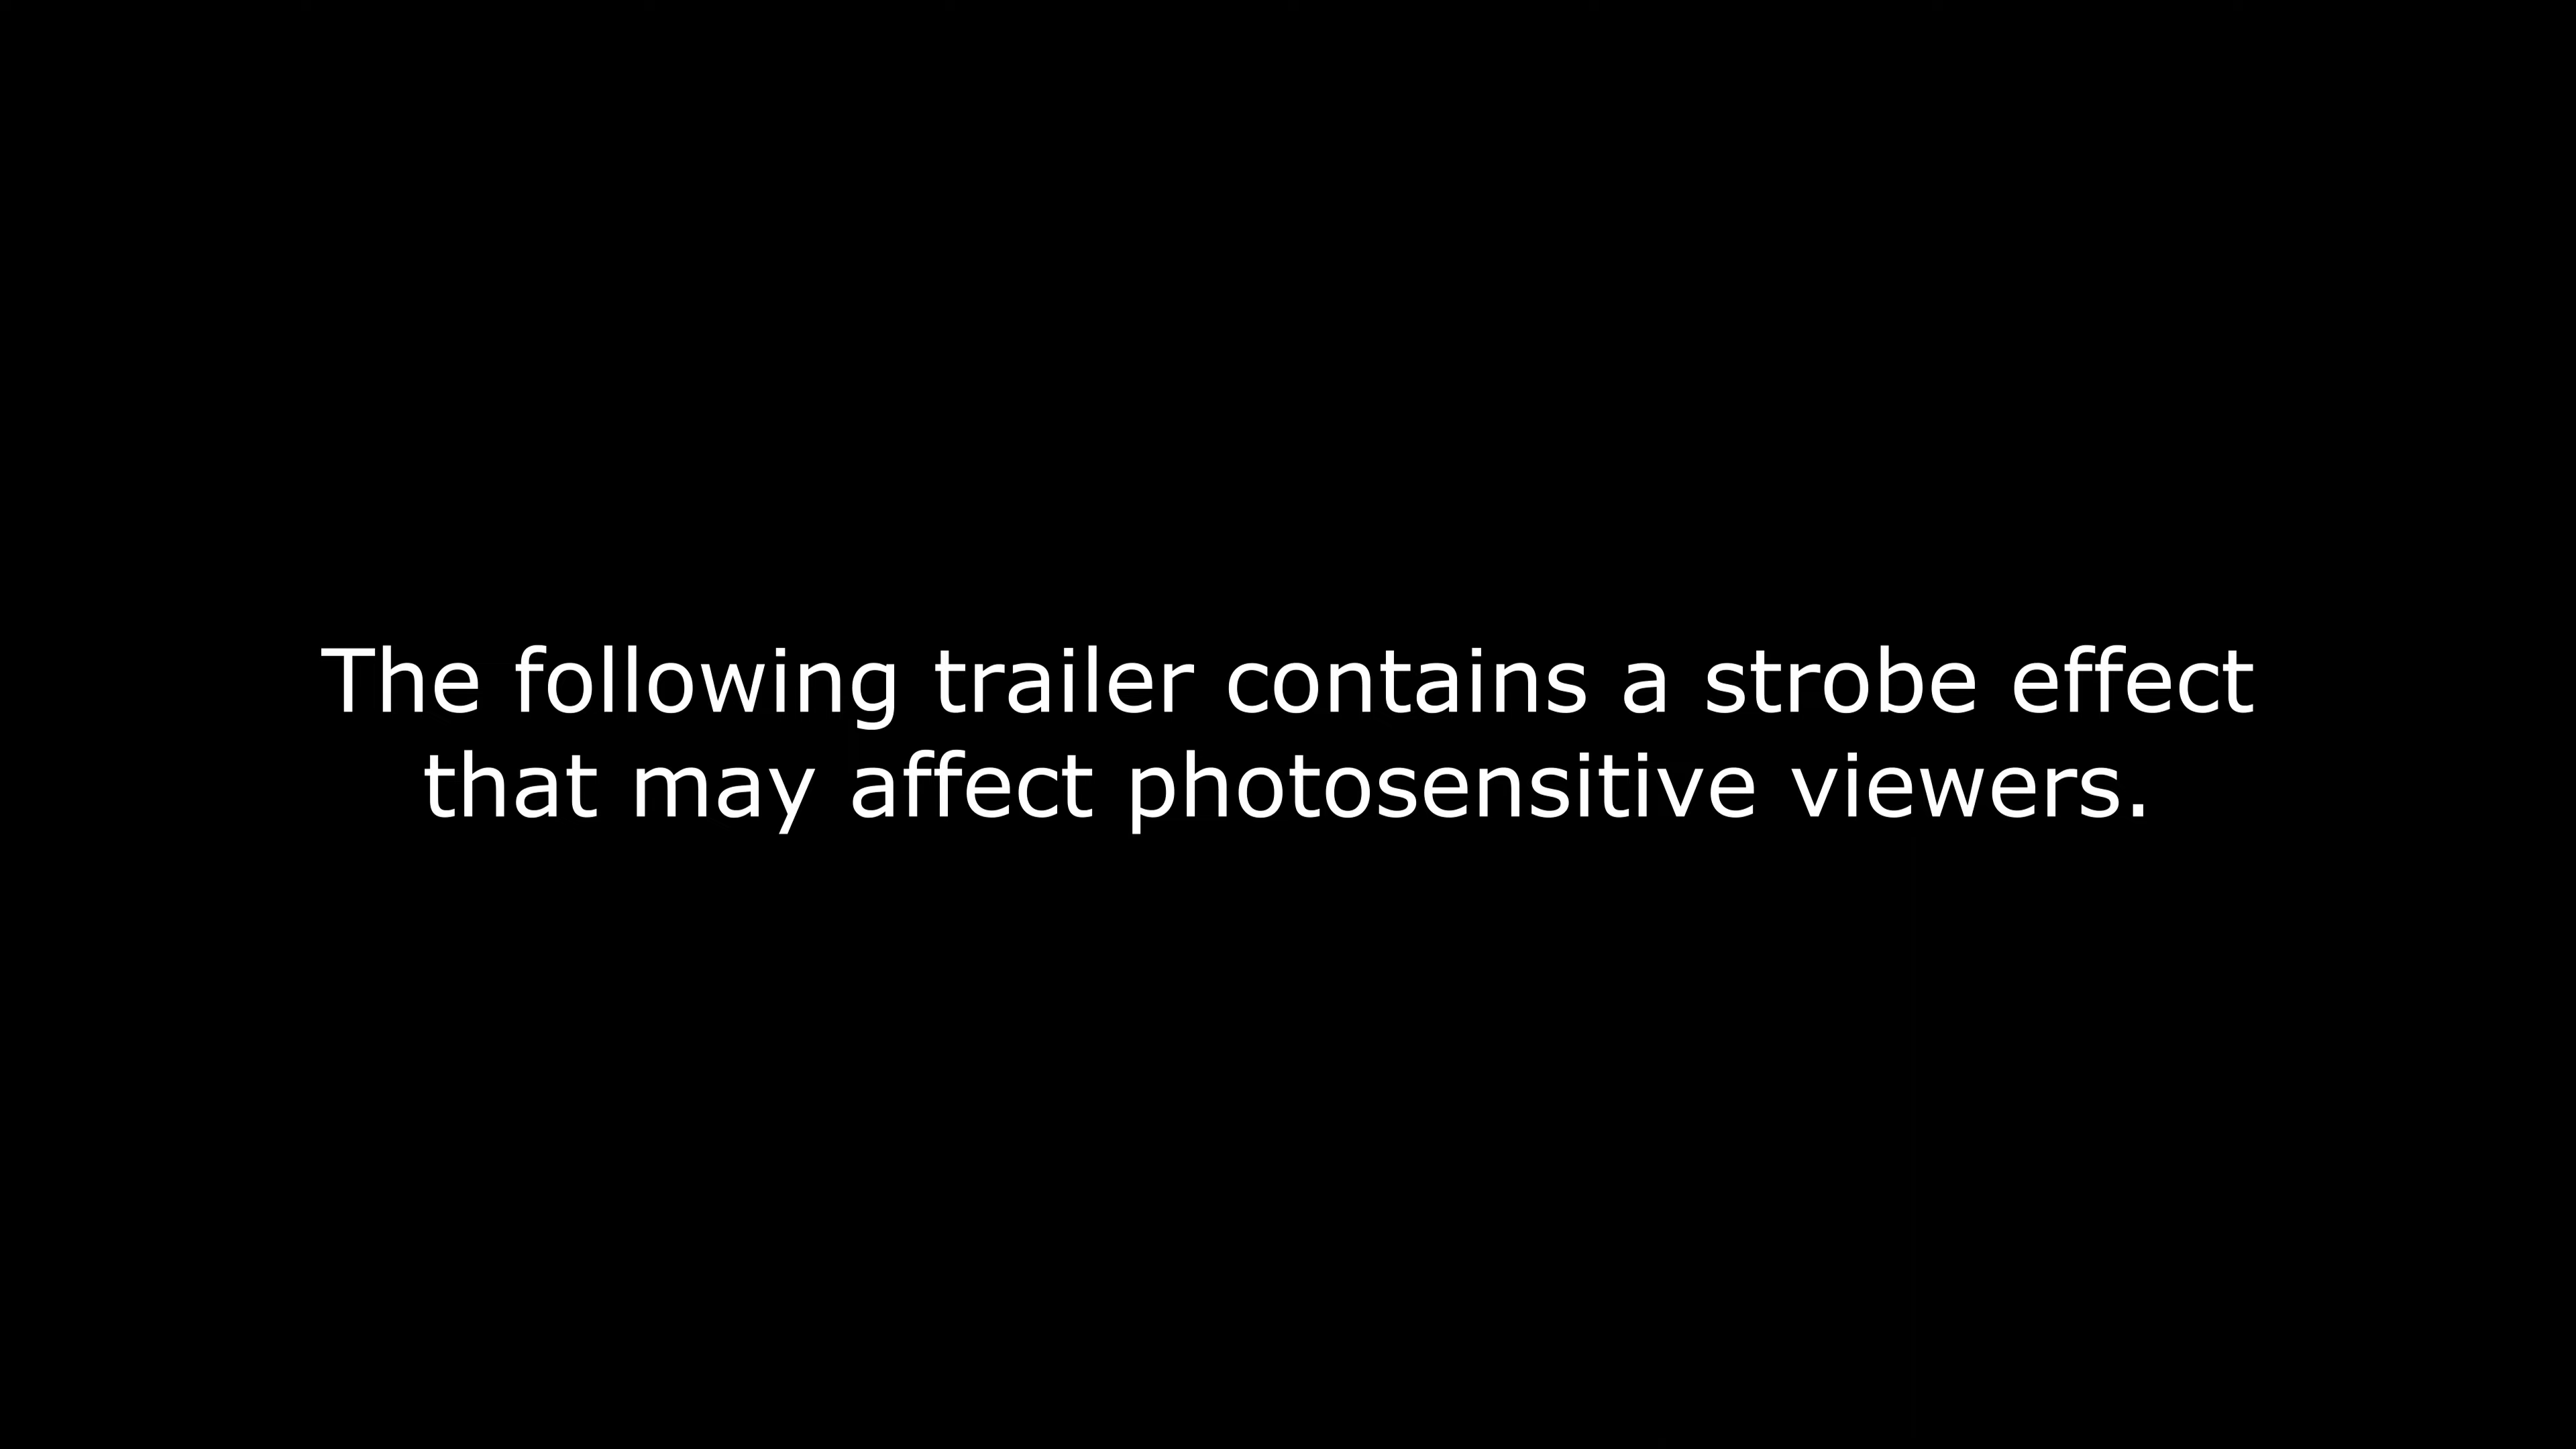 The following trailer contains a strobe effect
that may affect photosensitive viewers.